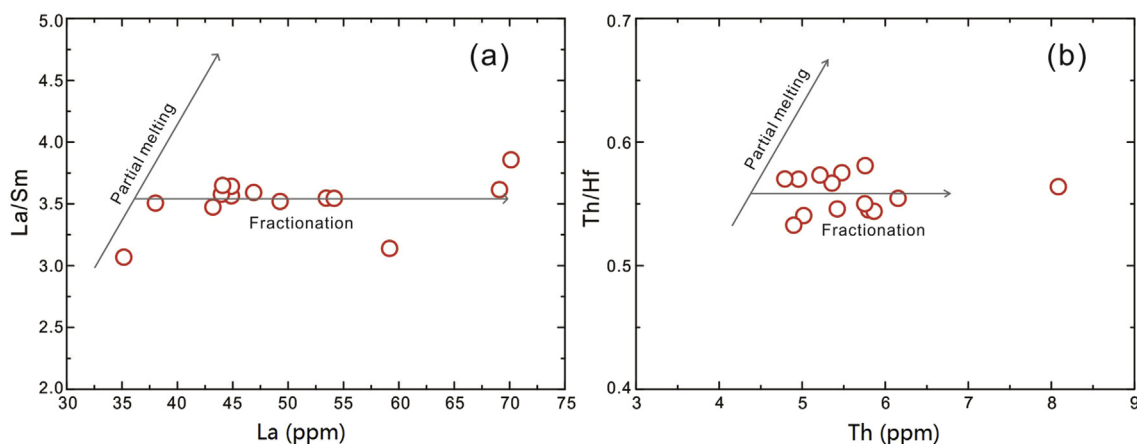 (a)
5.0
4.5
4.0
3.5
3.0
2.5
2.0
La/Sm
Partial melting
Fractionation
30 35 40 45 50 55 60 65 70 75
La (ppm)
(b)
0.7
0.6
0.5
0.4
Th/Hf
Partial melting
Fractionation
3 4 5 6 7 8 9
Th (ppm)